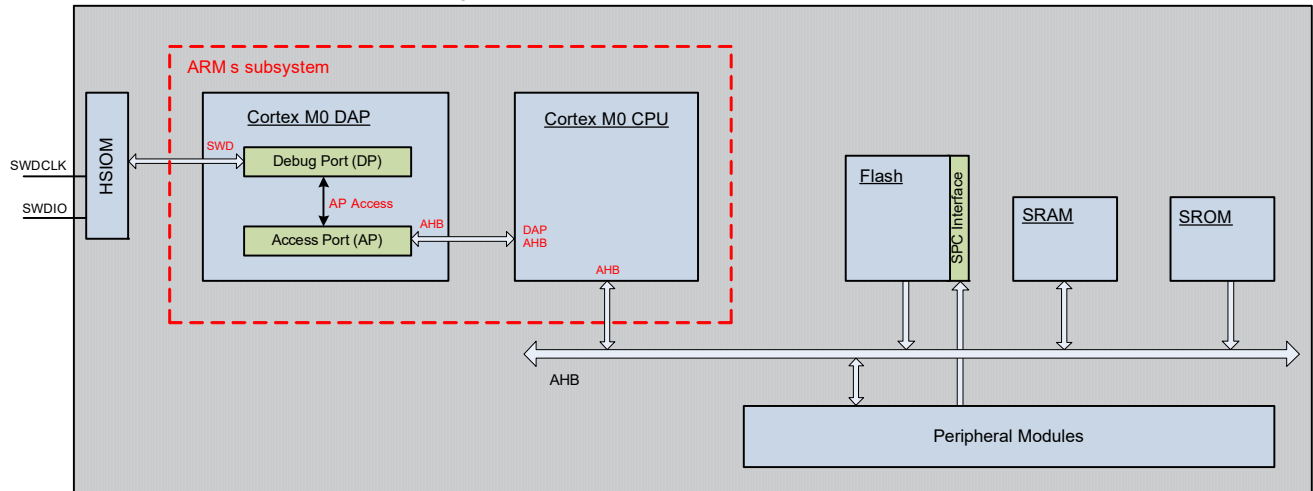 ARM s subsystem
Cortex M0 DAP
Cortex M0 CPU
SWDCLK
SWDIO
HSIOM
SWD
Debug Port (DP)
AP Access
Access Port (AP)
AHB
DAP
AHB
AHB
Flash
SPC Interface
SRAM
SROM
AHB
Peripheral Modules